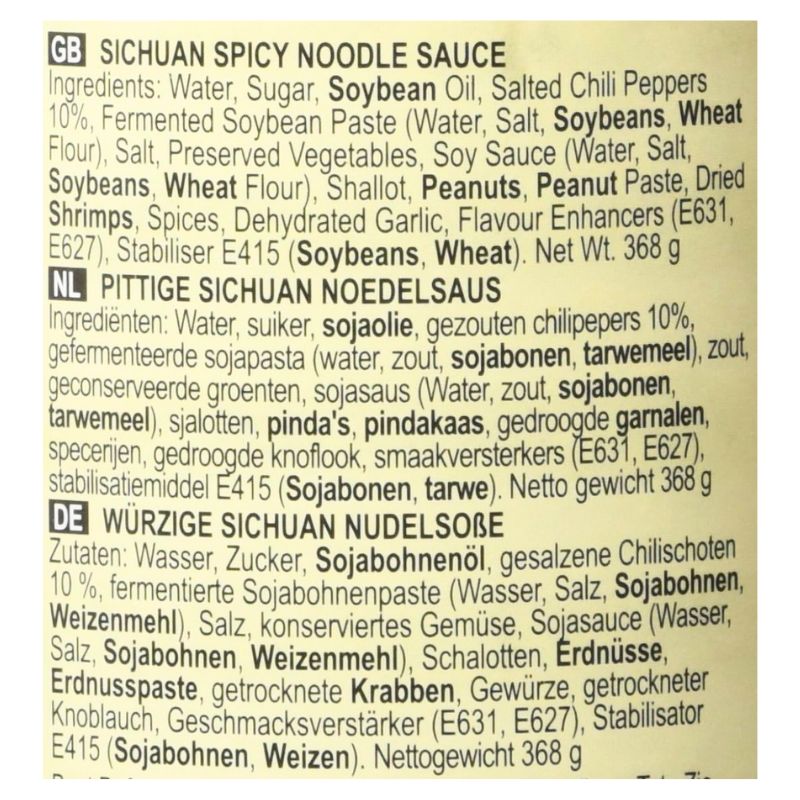 GB SICHUAN SPICY NOODLE SAUCE
Ingredients: Water, Sugar, Soybean Oil, Salted Chili Peppers
10%, Fermented Soybean Paste (Water, Salt, Soybeans, Wheat
Flour), Salt, Preserved Vegetables, Soy Sauce (Water, Salt,
Soybeans, Wheat Flour), Shallot, Peanuts, Peanut Paste, Dried
Shrimps, Spices, Dehydrated Garlic, Flavour Enhancers (E631,
E627), Stabiliser E415 (Soybeans, Wheat). Net Wt. 368 g
NL PITTIGE SICHUAN NOEDELSAUS
Ingrediënten: Water, suiker, sojaolie, gezouten chilipepers 10%,
gefermenteerde sojapasta (water, zout, sojabonen, tarwemeel), zout,
geconserveerde groenten, sojasaus (Water, zout, sojabonen,
tarwemeel), sjalotten, pinda's, pindakaas, gedroogde garnalen,
specerijen, gedroogde knoflook, smaakversterkers (E631, E627),
stabilisatiemiddel E415 (Sojabonen, tarwe). Netto gewicht 368 g
DE WÜRZIGE SICHUAN NUDELSOßE
Zutaten: Wasser, Zucker, Sojabohnenöl, gesalzene Chilischoten
10 %, fermentierte Sojabohnenpaste (Wasser, Salz, Sojabohnen,
Weizenmehl), Salz, konserviertes Gemüse, Sojasauce (Wasser,
Salz, Sojabohnen, Weizenmehl), Schalotten, Erdnüsse,
Erdnusspaste, getrocknete Krabben, Gewürze, getrockneter
Knoblauch, Geschmacksverstärker (E631, E627), Stabilisator
E415 (Sojabohnen, Weizen). Nettogewicht 368 g